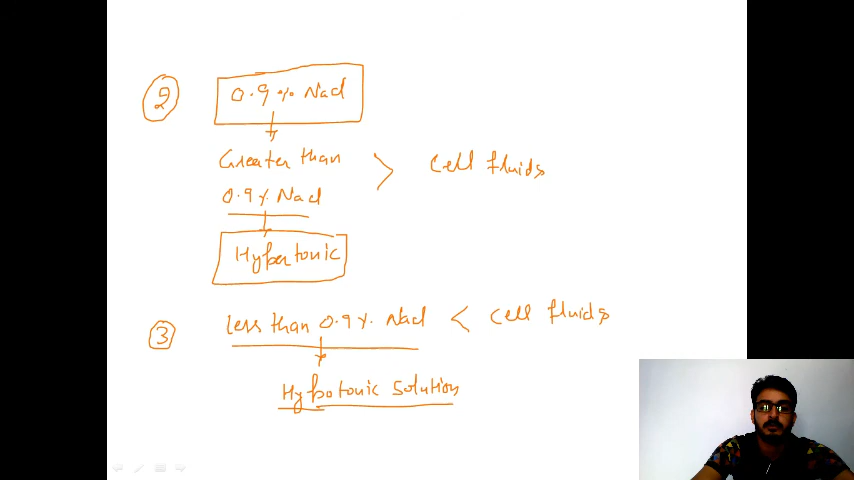 2 0.9% Nacl
Greater than > cell fluids
0.9% Nacl
Hypertonic
3 less than 0.9%. Nacl < cell fluids
Hypotonic solution